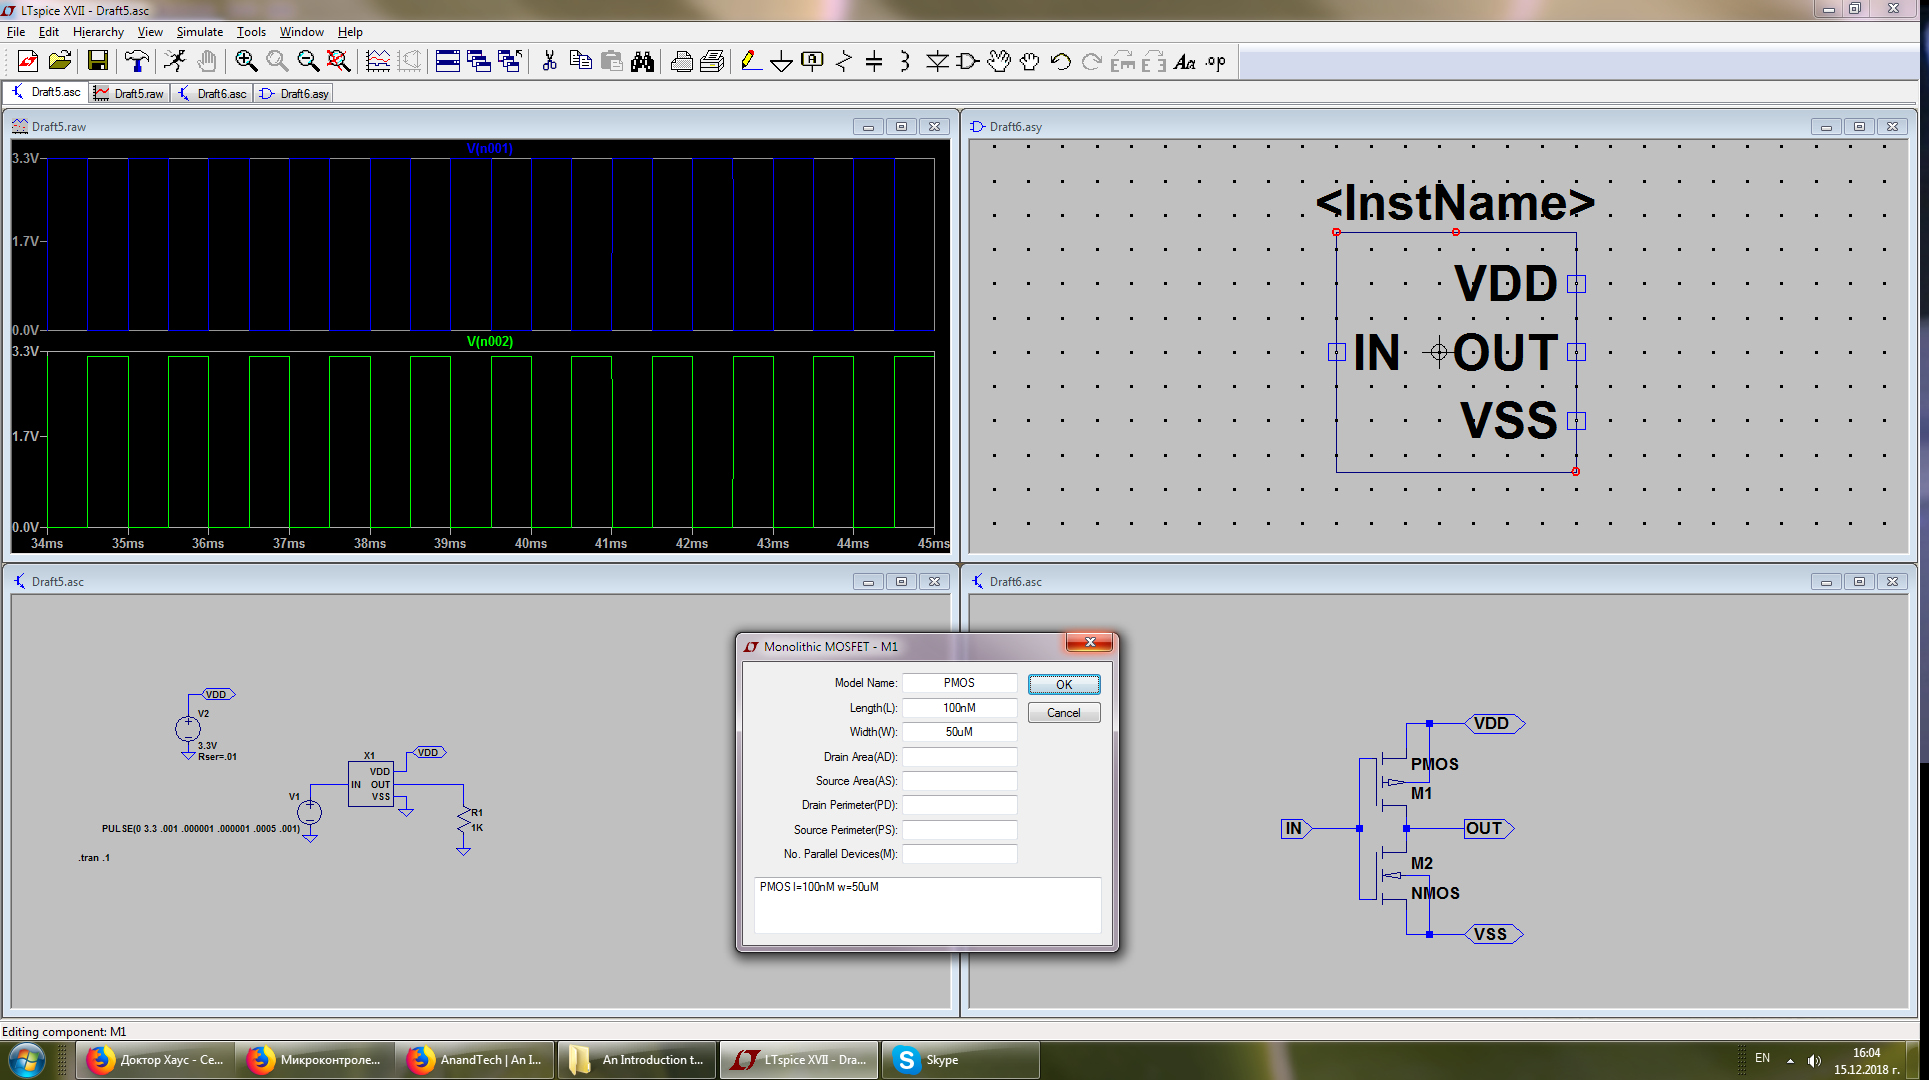 LTspice XVII - Draft5.asc
File Edit Hierarchy View Simulate Tools Window Help
Draft5.asc Draft5.raw Draft6.asc Draft6.asy
Draft5.raw
V(n001)
3.3V
1.7V
0.0V
V(n002)
3.3V
1.7V
0.0V
34ms 35ms 36ms 37ms 38ms 39ms 40ms 41ms 42ms 43ms 44ms 45ms
Draft6.asy
<InstName>
VDD
IN OUT
VSS
Draft5.asc
VDD
V2
3.3V
Rser=.01
X1
VDD
VDD
IN OUT
VSS
V1
R1
1K
PULSE(0 3.3 .001 .000001 .000001 .0005 .001)
.tran .1
Monolithic MOSFET - M1
Model Name: PMOS
OK
Length(L): 100nM
Cancel
Width(W): 50uM
Drain Area(AD):
Source Area(AS):
Drain Perimeter(PD):
Source Perimeter(PS):
No. Parallel Devices(M):
PMOS l=100nM w=50uM
Draft6.asc
VDD
PMOS
M1
IN
OUT
M2
NMOS
VSS
Editing component: M1
Доктор Хаус - Се... Микроконтроле... AnandTech | An I... An Introduction t... LTspice XVII - Dra... Skype
EN
16:04
15.12.2018 г.